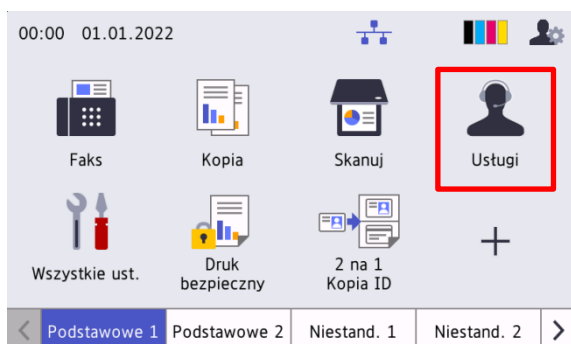 00:00 01.01.2022
Faks Kopia Skanuj Usługi
Wszystkie ust. Druk bezpieczny 2 na 1 Kopia ID
Podstawowe 1 Podstawowe 2 Niestand. 1 Niestand. 2